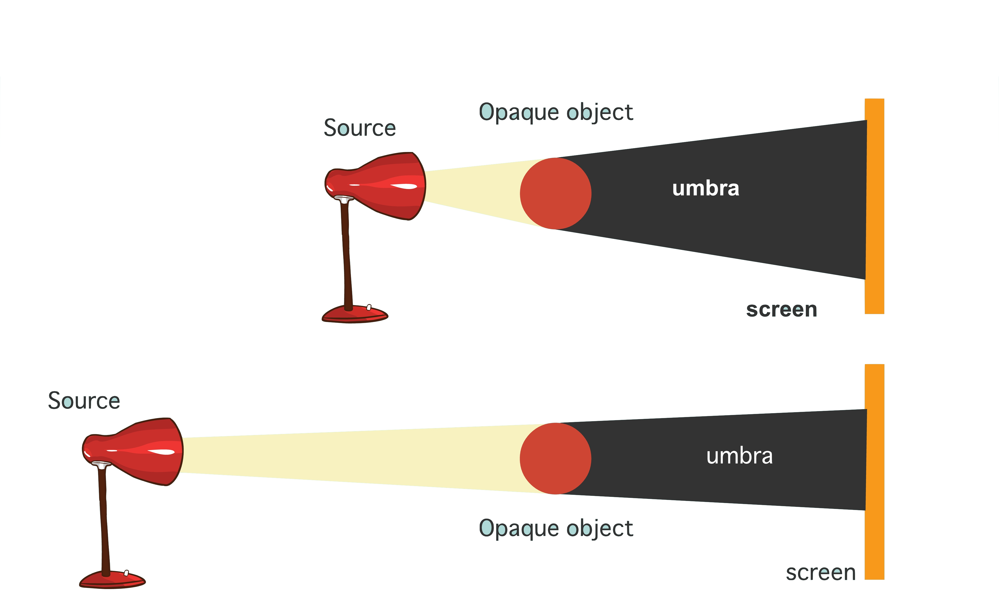 Opaque object
Source
umbra
screen
Source
umbra
Opaque object
screen